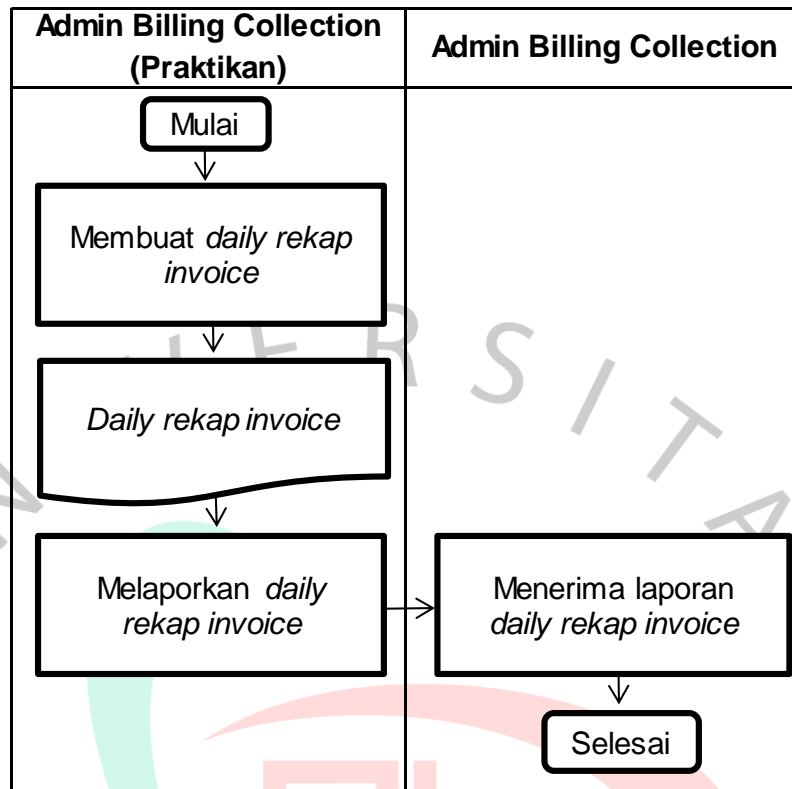 Admin Billing Collection
(Praktikan)
Admin Billing Collection
Mulai
Membuat daily rekap
invoice
Daily rekap invoice
Melaporkan daily
rekap invoice
Menerima laporan
daily rekap invoice
Selesai